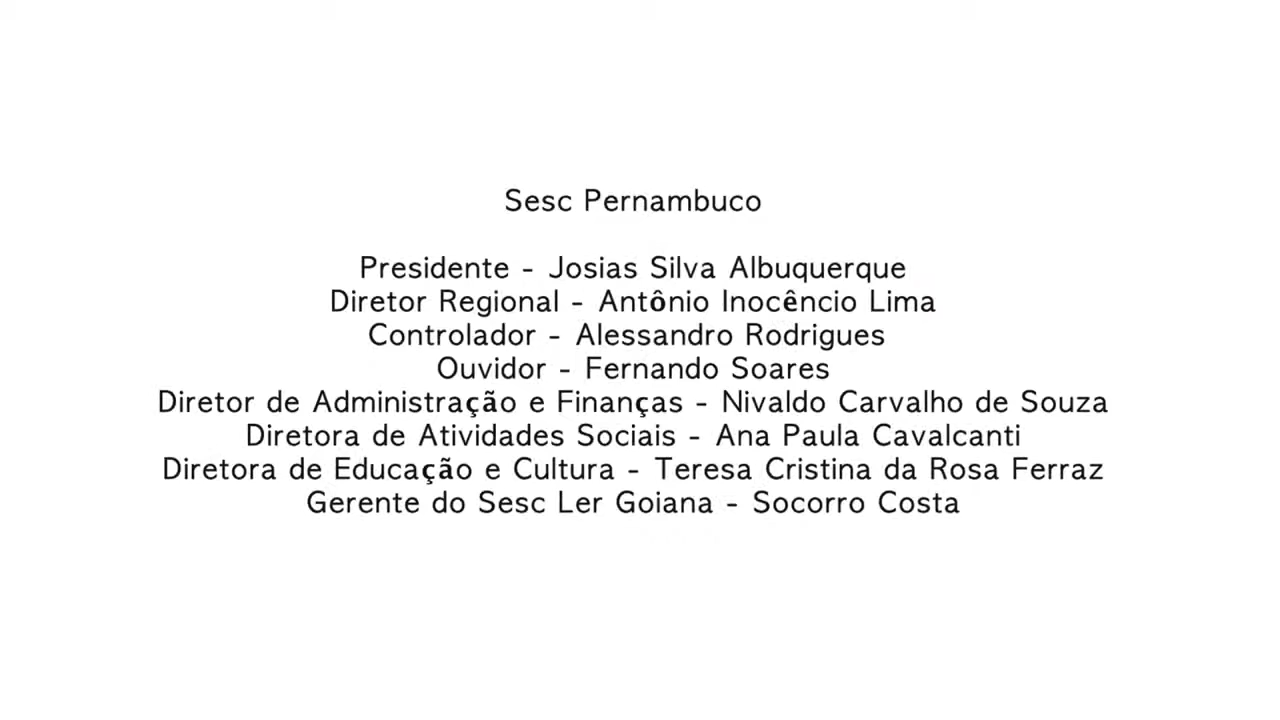 Sesc Pernambuco
Presidente - Josias Silva Albuquerque
Diretor Regional - Antônio Inocêncio Lima
Controlador - Alessandro Rodrigues
Ouvidor - Fernando Soares
Diretor de Administração e Finanças - Nivaldo Carvalho de Souza
Diretora de Atividades Sociais - Ana Paula Cavalcanti
Diretora de Educação e Cultura - Teresa Cristina da Rosa Ferraz
Gerente do Sesc Ler Goiana - Socorro Costa